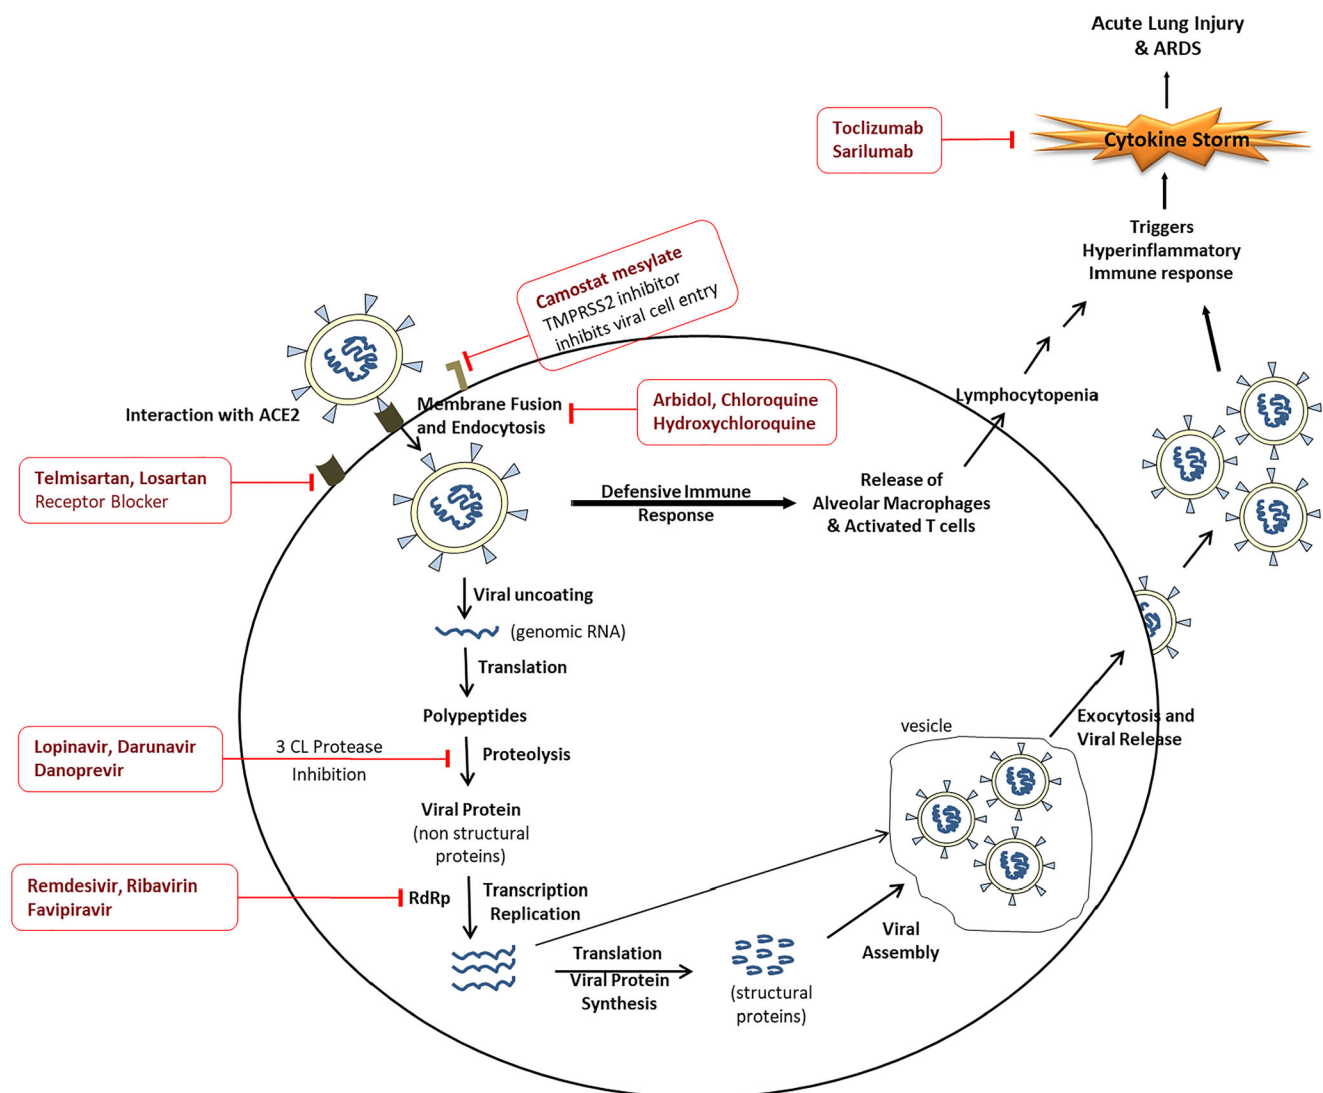 Acute Lung Injury
& ARDS
Toclizumab
Sarilumab
Cytokine Storm
Triggers
Hyperinflammatory
Immune response
Camostat mesylate
TMPRSS2 inhibitor
inhibits viral cell entry
Interaction with ACE2
Membrane Fusion
and Endocytosis
Arbidol, Chloroquine
Hydroxychloroquine
Lymphocytopenia
Telmisartan, Losartan
Receptor Blocker
Defensive Immune
Response
Release of
Alveolar Macrophages
& Activated T cells
Viral uncoating
(genomic RNA)
Translation
Polypeptides
Lopinavir, Darunavir
Danoprevir
3 CL Protease
Inhibition
Proteolysis
vesicle
Exocytosis and
Viral Release
Viral Protein
(non structural
proteins)
Remdesivir, Ribavirin
Favipiravir
RdRp
Transcription
Replication
Translation
Viral Protein
Synthesis
(structural
proteins)
Viral
Assembly